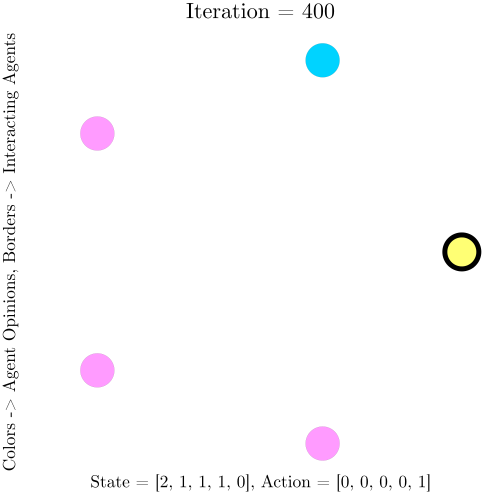 Iteration = 400
Colors -> Agent Opinions, Borders -> Interacting Agents
State = [2, 1, 1, 1, 0], Action = [0, 0, 0, 0, 1]